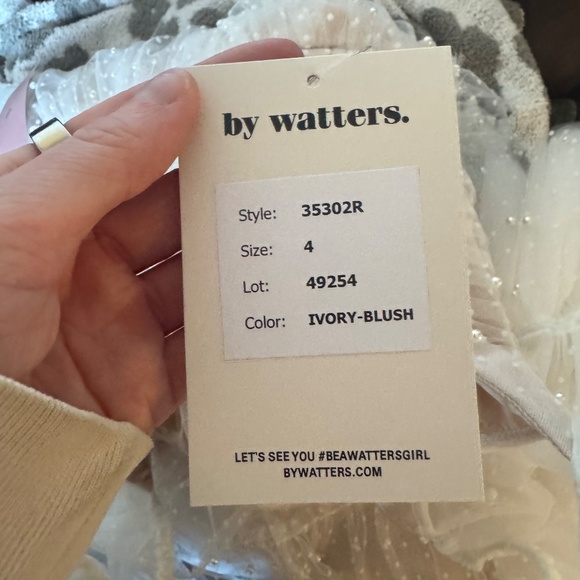 by watters.
Style: 35302R
Size: 4
Lot: 49254
Color: IVORY-BLUSH
LET'S SEE YOU #BEAWATTERSGIRL
BYWATTERS.COM